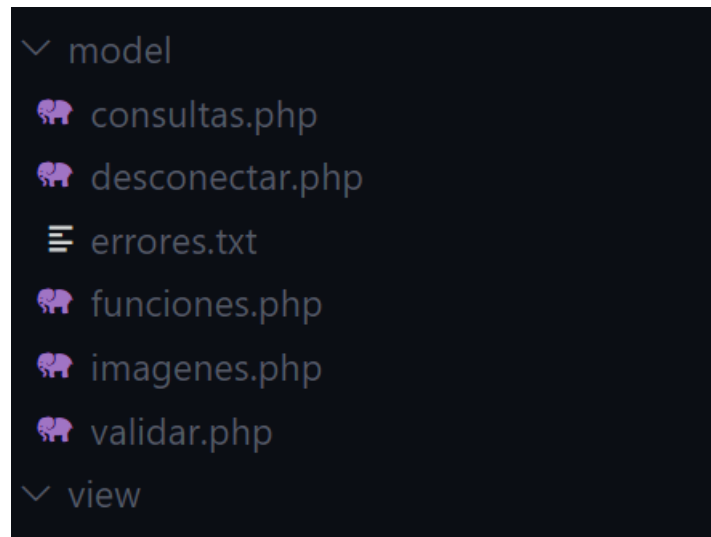 model
consultas.php
desconectar.php
errores.txt
funciones.php
imagenes.php
validar.php
view